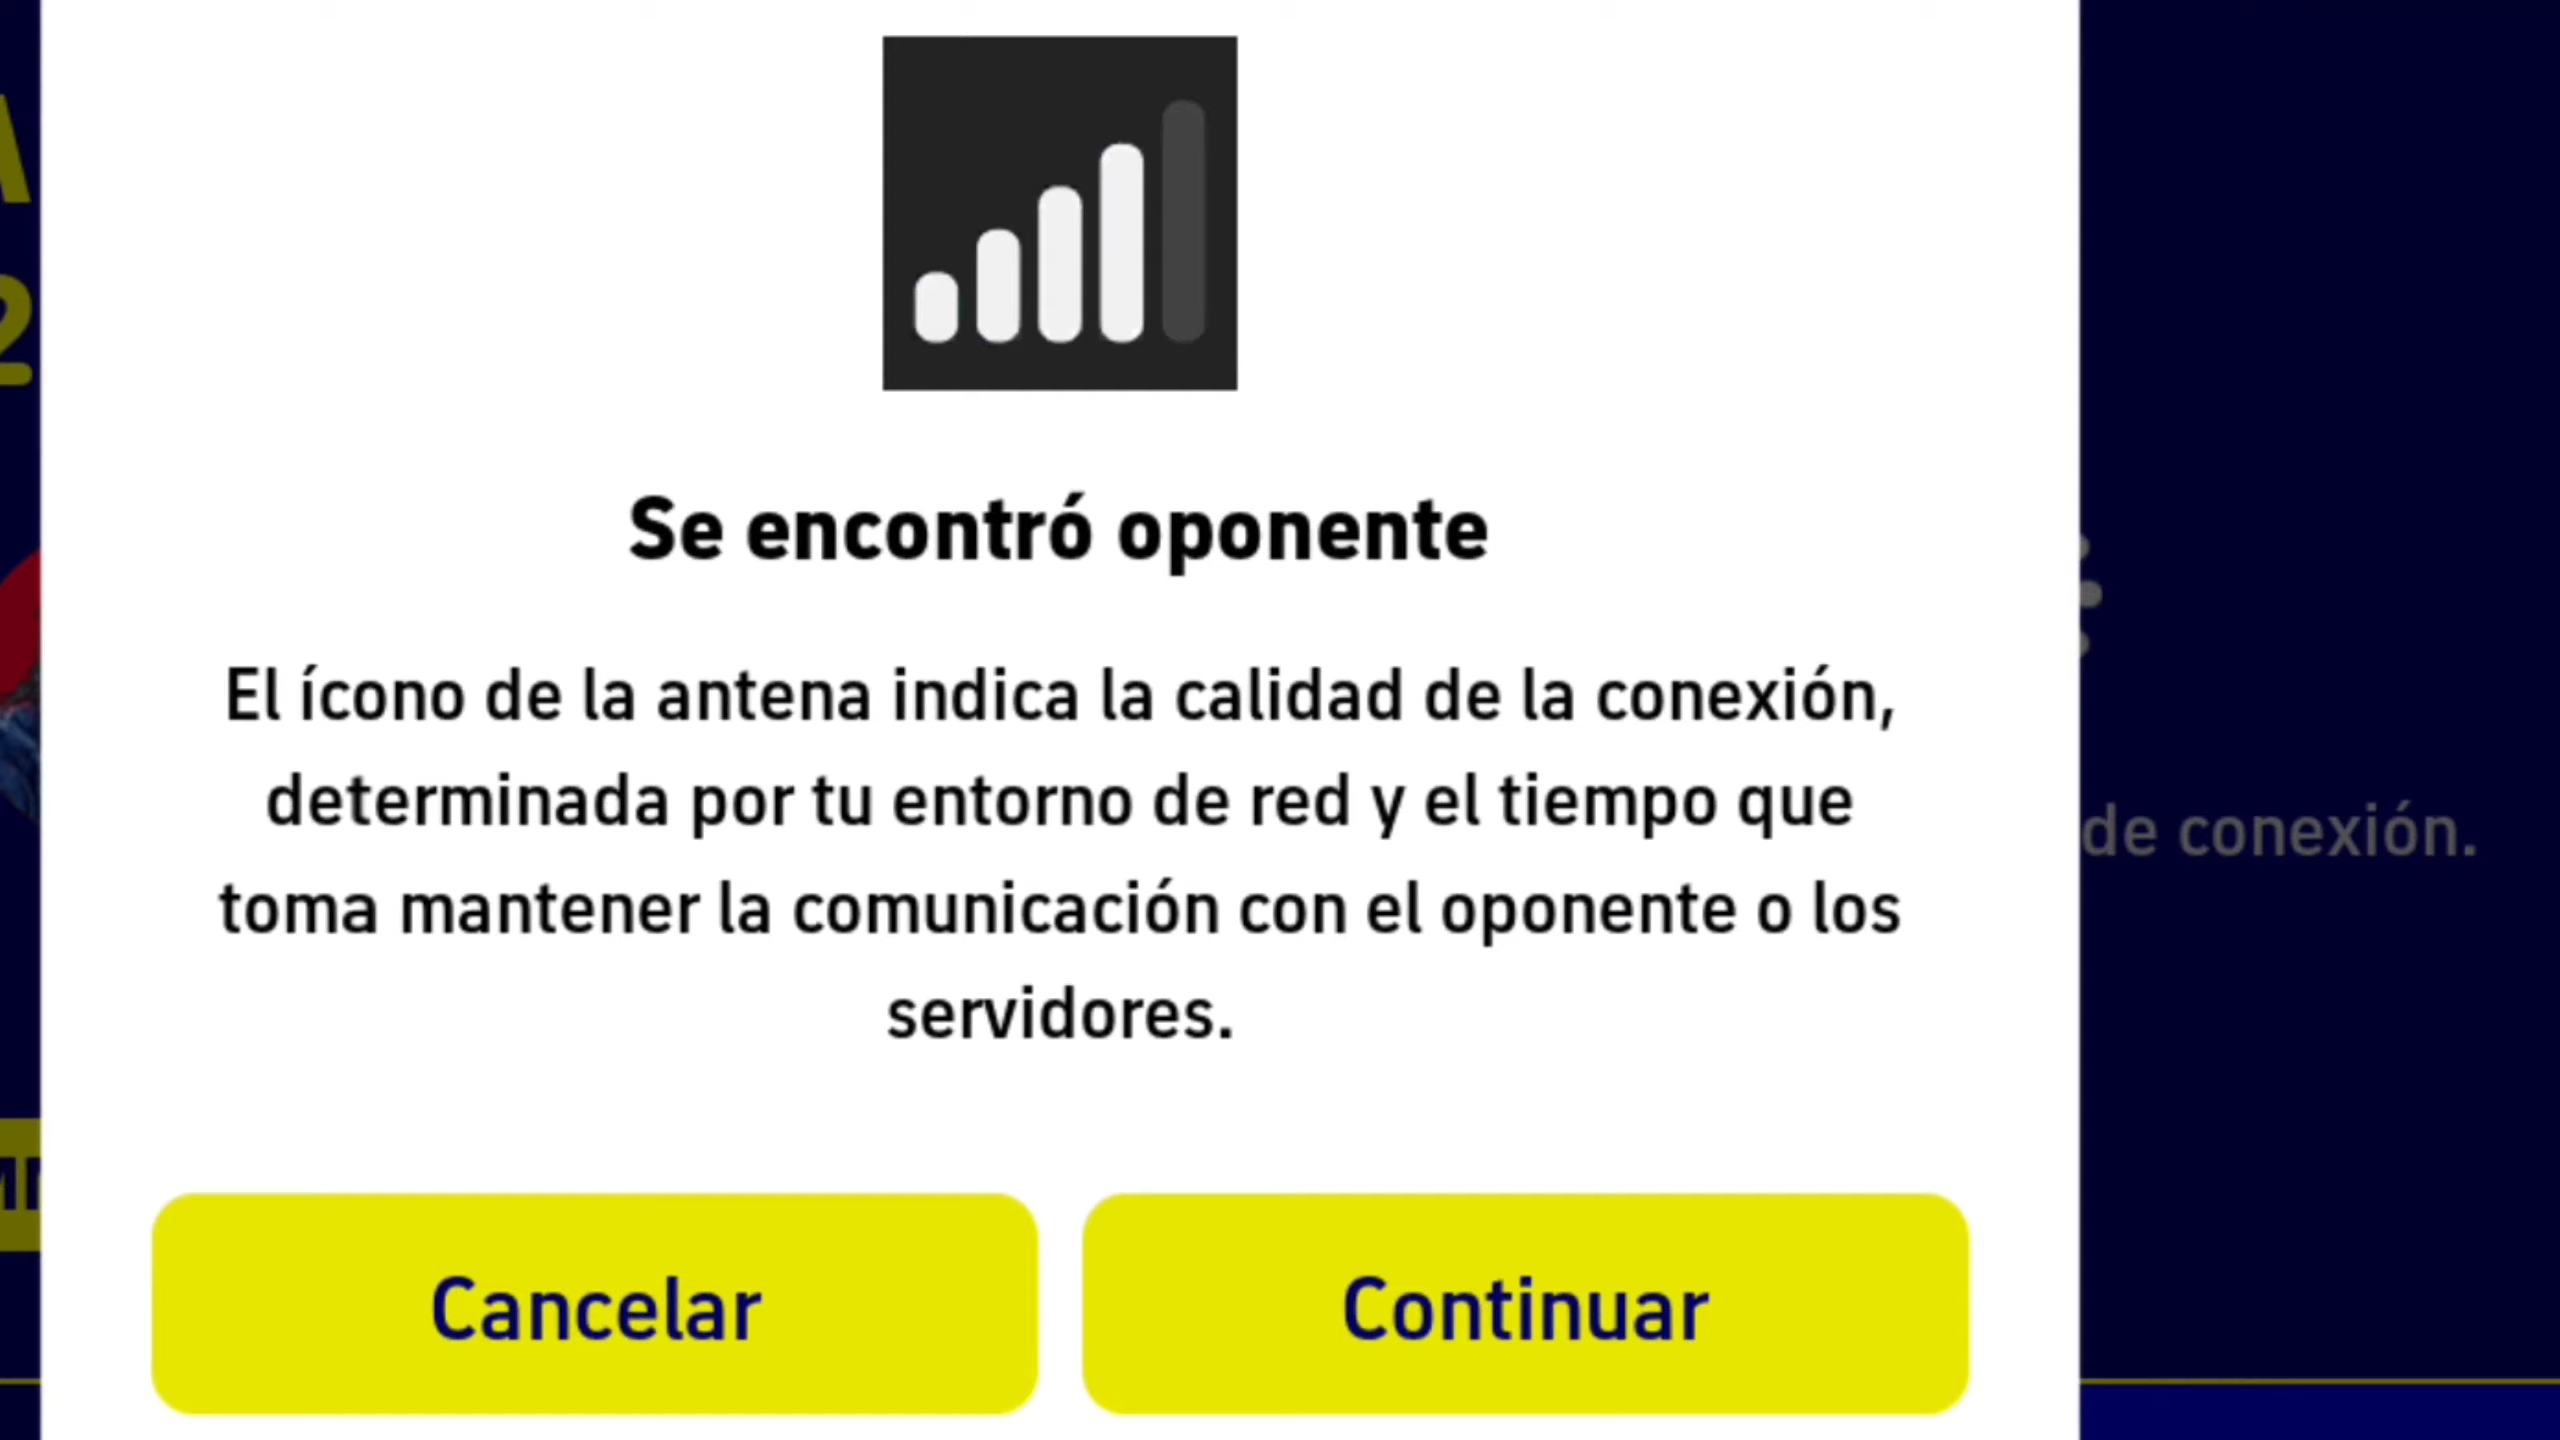 Se encontró oponente
El ícono de la antena indica la calidad de la conexión,
determinada por tu entorno de red y el tiempo que
toma mantener la comunicación con el oponente o los
servidores.
de conexión.
Cancelar
Continuar